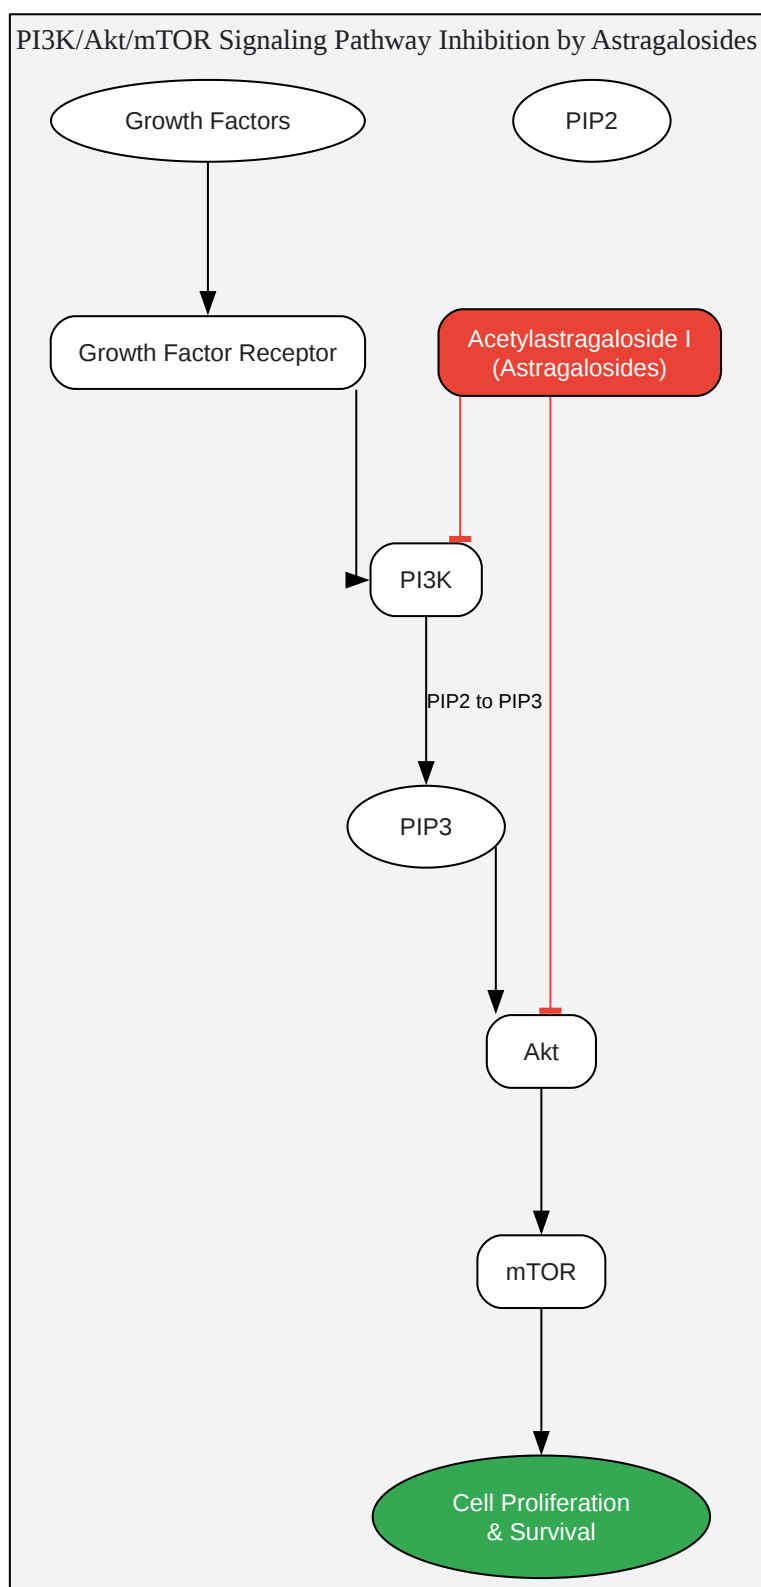 PI3K/Akt/mTOR Signaling Pathway Inhibition by Astragalosides
Growth Factors
PIP2
Growth Factor Receptor
Acetylastragaloside I
(Astragalosides)
PI3K
PIP2 to PIP3
PIP3
Akt
mTOR
Cell Proliferation
& Survival